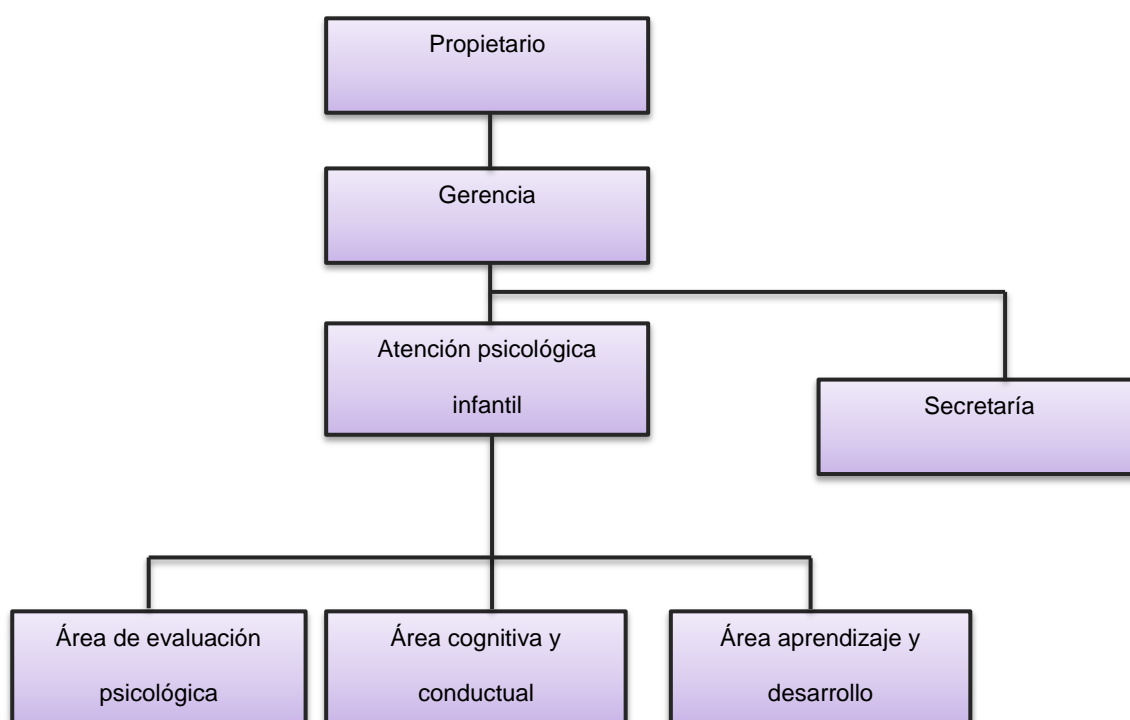 Propietario
Gerencia
Atención psicológica
infantil
Secretaría
Área de evaluación
psicológica
Área cognitiva y
conductual
Área aprendizaje y
desarrollo